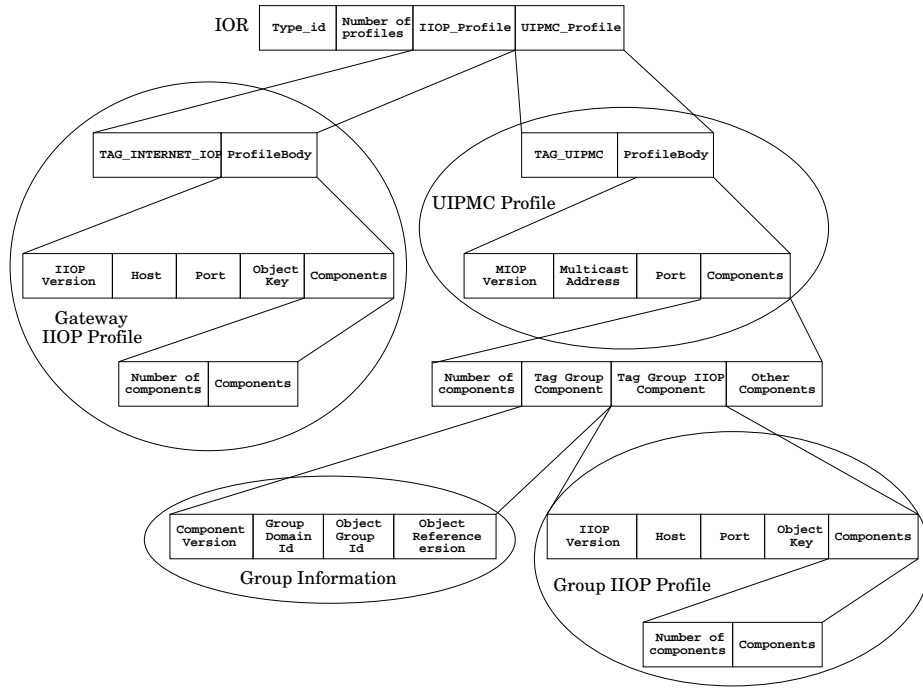 IOR
Type_id
Number of
profiles
IIOP_Profile
UIPMC_Profile
TAG_INTERNET_IOP
ProfileBody
TAG_UIPMC
ProfileBody
UIPMC Profile
IIOP
Version
Host
Port
Object
Key
Components
MIOP
Version
Multicast
Address
Port
Components
Gateway
IIOP Profile
Number of
components
Components
Number of
components
Tag Group
Component
Tag Group IIOP
Component
Other
Components
Component
Version
Group
Domain
Id
Object
Group
Id
Object
Reference
ersion
Group Information
IIOP
Version
Host
Port
Object
Key
Components
Group IIOP Profile
Number of
components
Components